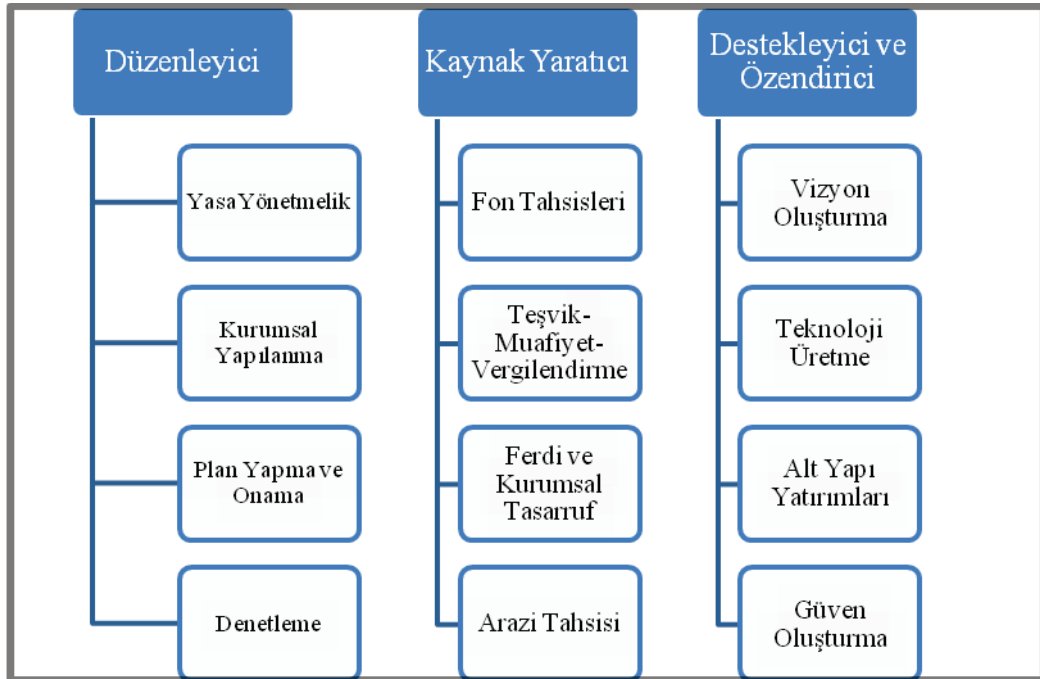 Düzenleyici
Yasa Yönetmelik
Kurumsal
Yapılanma
Plan Yapma ve
Onama
Denetleme
Kaynak Yaratıcı
Fon Tahsisleri
Teşvik-
Muafiyet-
Vergilendirme
Ferdi ve
Kurumsal
Tasarruf
Arazi Tahsisi
Destekleyici ve
Özendirici
Vizyon
Oluşturma
Teknoloji
Üretme
Alt Yapı
Yatırımları
Güven
Oluşturma